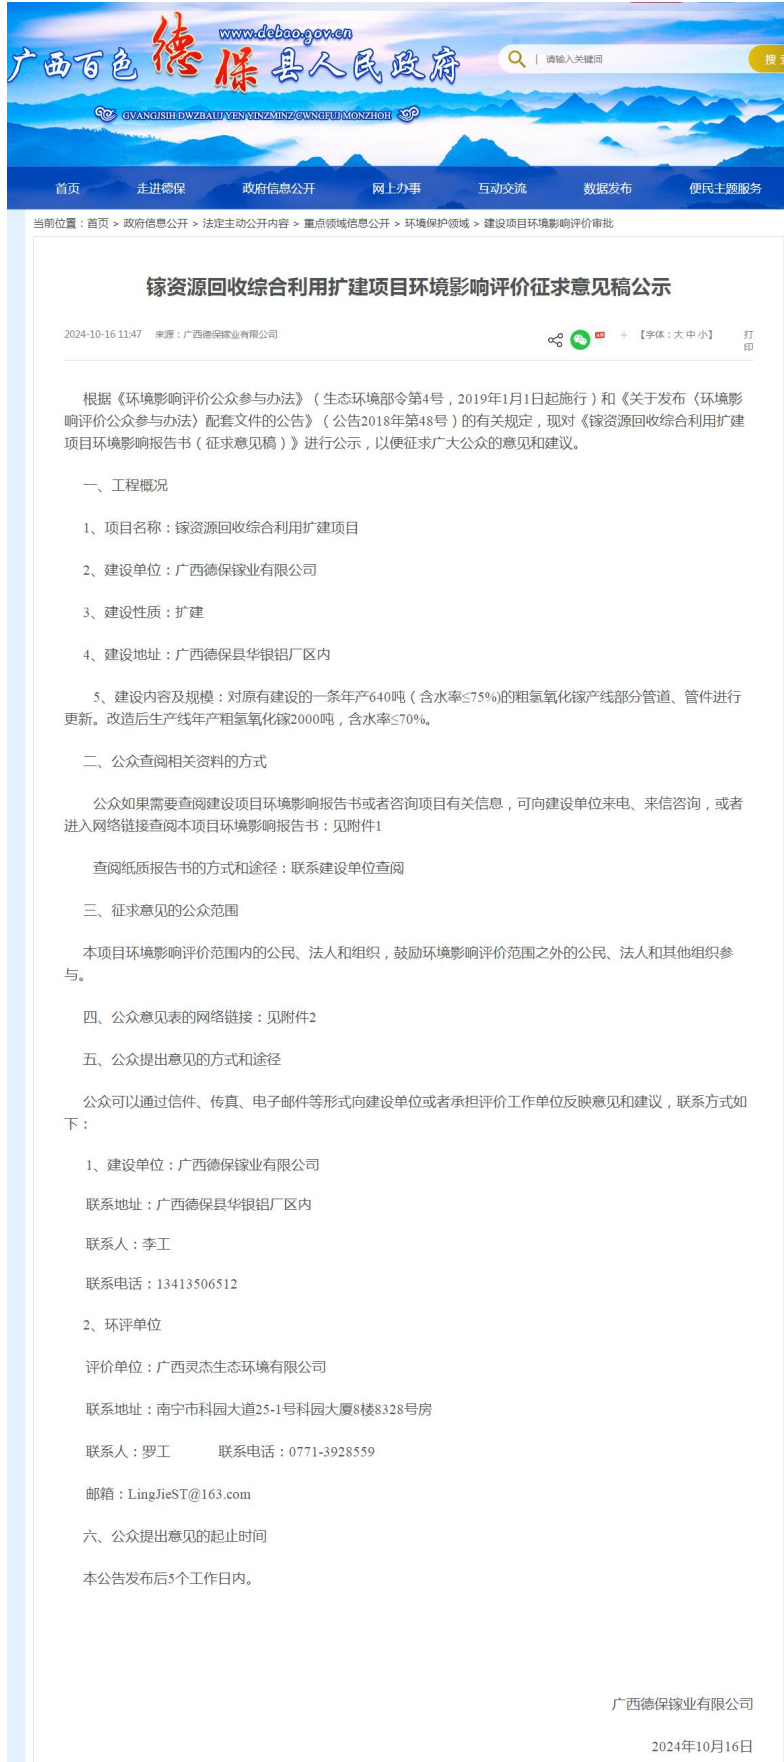 www.debao.gov.cn
广西百色德保县人民政府
GVANGJSIH DWZBAUJ YEN YINZMINZ CWNGFUJ MONZHOH
请输入关键词
搜
首页 走进德保 政府信息公开 网上办事 互动交流 数据发布 便民主题服务
当前位置：首页 > 政府信息公开 > 法定主动公开内容 > 重点领域信息公开 > 环境保护领域 > 建设项目环境影响评价审批
镓资源回收综合利用扩建项目环境影响评价征求意见稿公示
2024-10-16 11:47 来源：广西德保镓业有限公司
【字体：大 中 小】 打
印
根据《环境影响评价公众参与办法》（生态环境部令第4号，2019年1月1日起施行）和《关于发布〈环境影
响评价公众参与办法〉配套文件的公告》（公告2018年第48号）的有关规定，现对《镓资源回收综合利用扩建
项目环境影响报告书（征求意见稿）》进行公示，以便征求广大公众的意见和建议。
一、工程概况
1、项目名称：镓资源回收综合利用扩建项目
2、建设单位：广西德保镓业有限公司
3、建设性质：扩建
4、建设地址：广西德保县华银铝厂区内
5、建设内容及规模：对原有建设的一条年产640吨（含水率≤75%)的粗氢氧化镓产线部分管道、管件进行
更新。改造后生产线年产粗氢氧化镓2000吨，含水率≤70%。
二、公众查阅相关资料的方式
公众如果需要查阅建设项目环境影响报告书或者咨询项目有关信息，可向建设单位来电、来信咨询，或者
进入网络链接查阅本项目环境影响报告书：见附件1
查阅纸质报告书的方式和途径：联系建设单位查阅
三、征求意见的公众范围
本项目环境影响评价范围内的公民、法人和组织，鼓励环境影响评价范围之外的公民、法人和其他组织参
与。
四、公众意见表的网络链接：见附件2
五、公众提出意见的方式和途径
公众可以通过信件、传真、电子邮件等形式向建设单位或者承担评价工作单位反映意见和建议，联系方式如
下：
1、建设单位：广西德保镓业有限公司
联系地址：广西德保县华银铝厂区内
联系人：李工
联系电话：13413506512
2、环评单位
评价单位：广西灵杰生态环境有限公司
联系地址：南宁市科园大道25-1号科园大厦8楼8328号房
联系人：罗工 联系电话：0771-3928559
邮箱：LingJieST@163.com
六、公众提出意见的起止时间
本公告发布后5个工作日内。
广西德保镓业有限公司
2024年10月16日